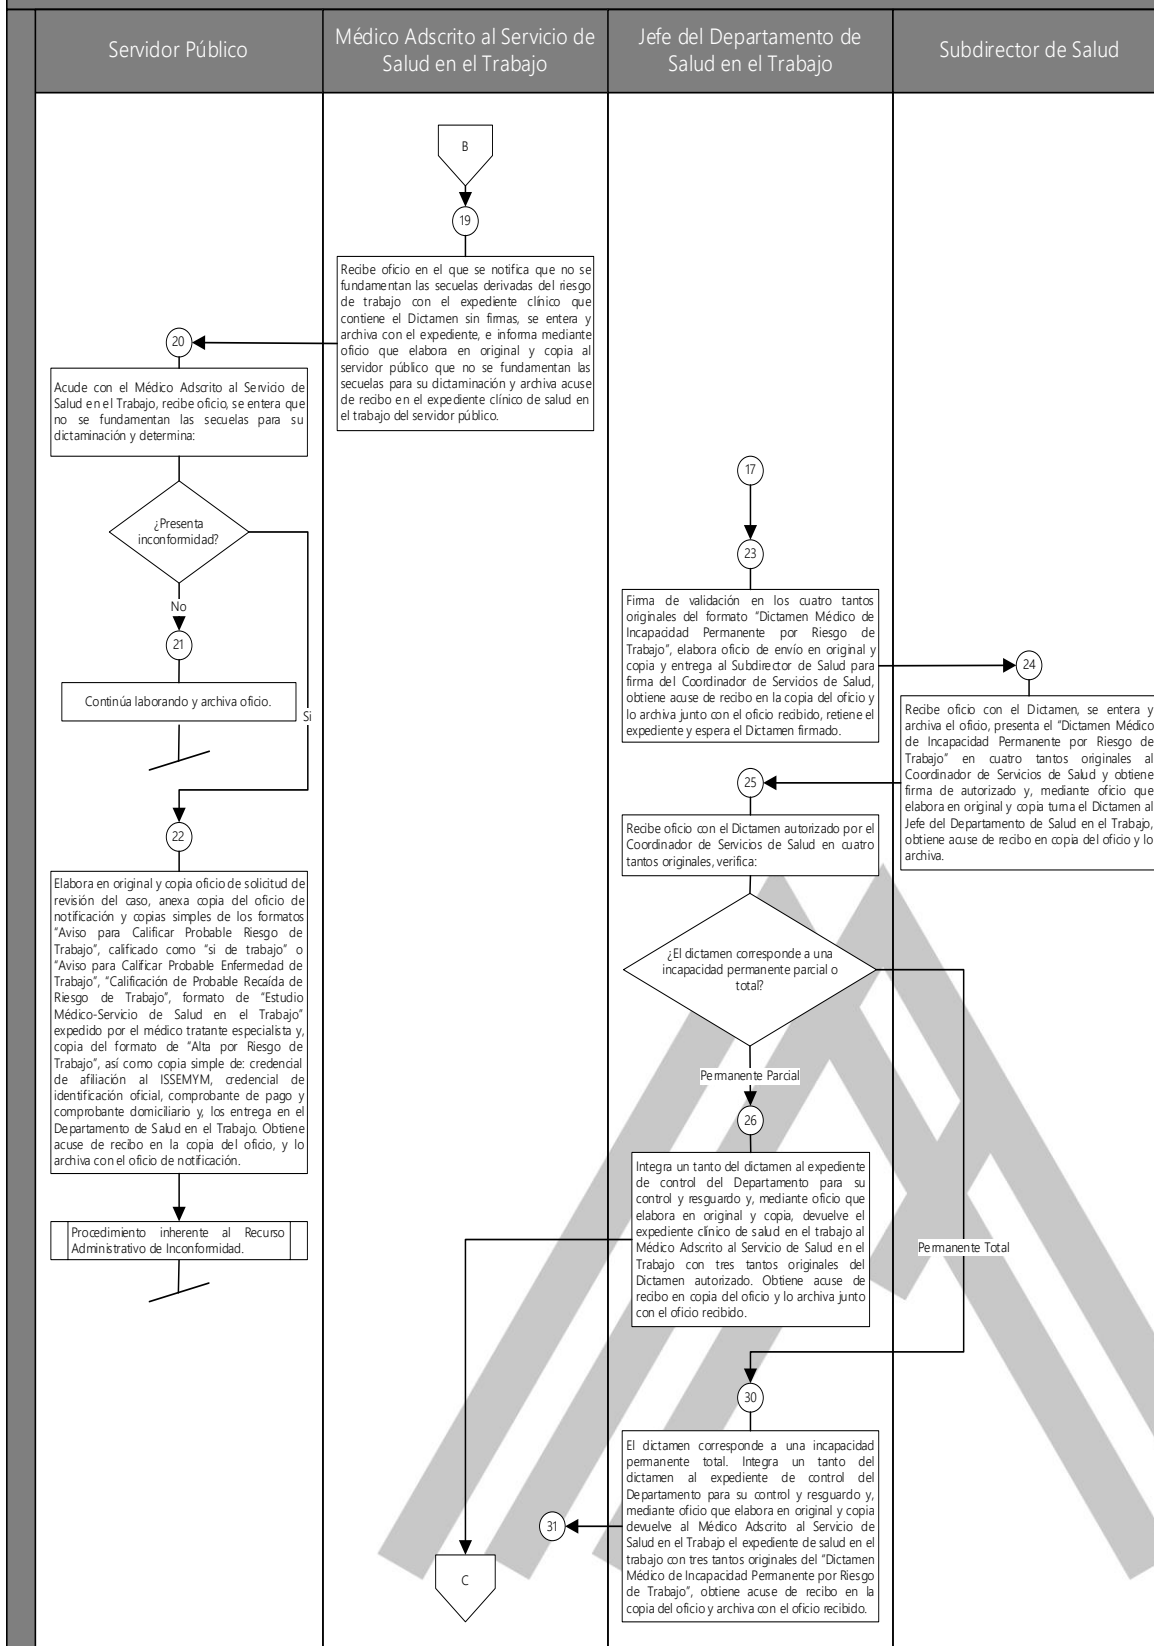 Servidor Público
Médico Adscrito al Servicio de
Salud en el Trabajo
Jefe del Departamento de
Salud en el Trabajo
Subdirector de Salud
B
19
Recibe oficio en el que se notifica que no se
fundamentan las secuelas derivadas del riesgo
de trabajo con el expediente clínico que
contiene el Dictamen sin firmas, se entera y
archiva con el expediente, e informa mediante
oficio que elabora en original y copia al
servidor público que no se fundamentan las
secuelas para su dictaminación y archiva acuse
de recibo en el expediente clínico de salud en
el trabajo del servidor público.
20
Acude con el Médico Adscrito al Servicio de
Salud en el Trabajo, recibe oficio, se entera que
no se fundamentan las secuelas para su
dictaminación y determina:
¿Presenta
inconformidad?
No
21
Continúa laborando y archiva oficio.
Si
22
Elabora en original y copia oficio de solicitud de
revisión del caso, anexa copia del oficio de
notificación y copias simples de los formatos
“Aviso para Calificar Probable Riesgo de
Trabajo”, calificado como “si de trabajo” o
“Aviso para Calificar Probable Enfermedad de
Trabajo”, “Calificación de Probable Recaída de
Riesgo de Trabajo”, formato de “Estudio
Médico-Servicio de Salud en el Trabajo”
expedido por el médico tratante especialista y,
copia del formato de “Alta por Riesgo de
Trabajo”, así como copia simple de: credencial
de afiliación al ISSEMYM, credencial de
identificación oficial, comprobante de pago y
comprobante domiciliario y, los entrega en el
Departamento de Salud en el Trabajo. Obtiene
acuse de recibo en la copia del oficio, y lo
archiva con el oficio de notificación.
Procedimiento inherente al Recurso
Administrativo de Inconformidad.
17
23
Firma de validación en los cuatro tantos
originales del formato “Dictamen Médico de
Incapacidad Permanente por Riesgo de
Trabajo”, elabora oficio de envío en original y
copia y entrega al Subdirector de Salud para
firma del Coordinador de Servicios de Salud,
obtiene acuse de recibo en la copia del oficio y
lo archiva junto con el oficio recibido, retiene el
expediente y espera el Dictamen firmado.
24
Recibe oficio con el Dictamen, se entera y
archiva el oficio, presenta el “Dictamen Médico
de Incapacidad Permanente por Riesgo de
Trabajo” en cuatro tantos originales al
Coordinador de Servicios de Salud y obtiene
firma de autorizado y, mediante oficio que
elabora en original y copia turna el Dictamen al
Jefe del Departamento de Salud en el Trabajo,
obtiene acuse de recibo en copia del oficio y lo
archiva.
25
Recibe oficio con el Dictamen autorizado por el
Coordinador de Servicios de Salud en cuatro
tantos originales, verifica:
¿El dictamen corresponde a una
incapacidad permanente parcial o
total?
Permanente Parcial
26
Integra un tanto del dictamen al expediente
de control del Departamento para su
control y resguardo y, mediante oficio que
elabora en original y copia, devuelve el
expediente clínico de salud en el trabajo al
Médico Adscrito al Servicio de Salud en el
Trabajo con tres tantos originales del
Dictamen autorizado. Obtiene acuse de
recibo en copia del oficio y lo archiva junto
con el oficio recibido.
Permanente Total
30
El dictamen corresponde a una incapacidad
permanente total. Integra un tanto del
dictamen al expediente de control del
Departamento para su control y resguardo y,
mediante oficio que elabora en original y copia
devuelve al Médico Adscrito al Servicio de
Salud en el Trabajo el expediente de salud en el
trabajo con tres tantos originales del “Dictamen
Médico de Incapacidad Permanente por Riesgo
de Trabajo”, obtiene acuse de recibo en la
copia del oficio y archiva con el oficio recibido.
31
C